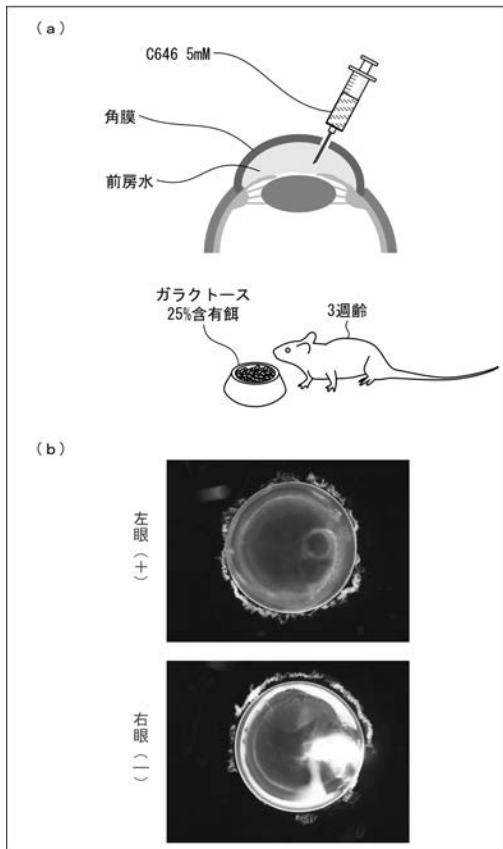 (a)
C646 5mM
角膜
前房水
ガラクトース
25%含有餌
3週齢
(b)
左眼(+)
右眼(—)